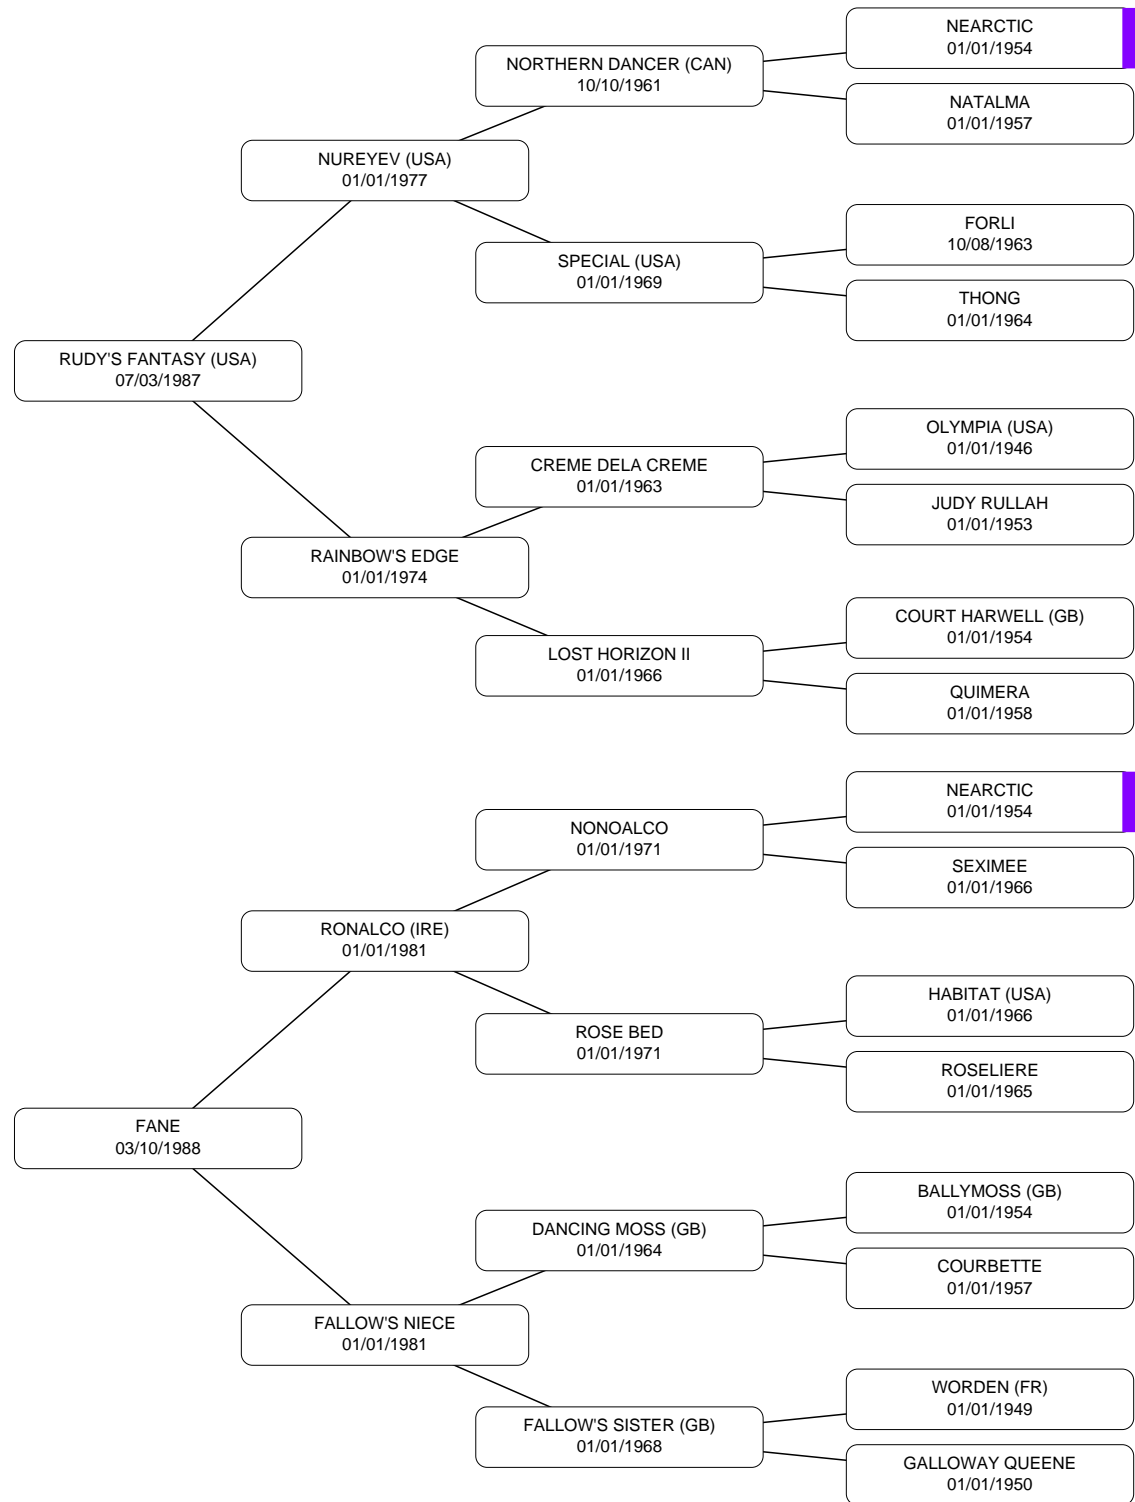 NEARCTIC
01/01/1954
NORTHERN DANCER (CAN)
10/10/1961
NATALMA
01/01/1957
NUREYEV (USA)
01/01/1977
FORLI
10/08/1963
SPECIAL (USA)
01/01/1969
THONG
01/01/1964
RUDY'S FANTASY (USA)
07/03/1987
OLYMPIA (USA)
01/01/1946
CREME DELA CREME
01/01/1963
JUDY RULLAH
01/01/1953
RAINBOW'S EDGE
01/01/1974
COURT HARWELL (GB)
01/01/1954
LOST HORIZON II
01/01/1966
QUIMERA
01/01/1958
NEARCTIC
01/01/1954
NONOALCO
01/01/1971
SEXIMEE
01/01/1966
RONALCO (IRE)
01/01/1981
HABITAT (USA)
01/01/1966
ROSE BED
01/01/1971
ROSELIERE
01/01/1965
FANE
03/10/1988
BALLYMOSS (GB)
01/01/1954
DANCING MOSS (GB)
01/01/1964
COURBETTE
01/01/1957
FALLOW'S NIECE
01/01/1981
WORDEN (FR)
01/01/1949
FALLOW'S SISTER (GB)
01/01/1968
GALLOWAY QUEENE
01/01/1950